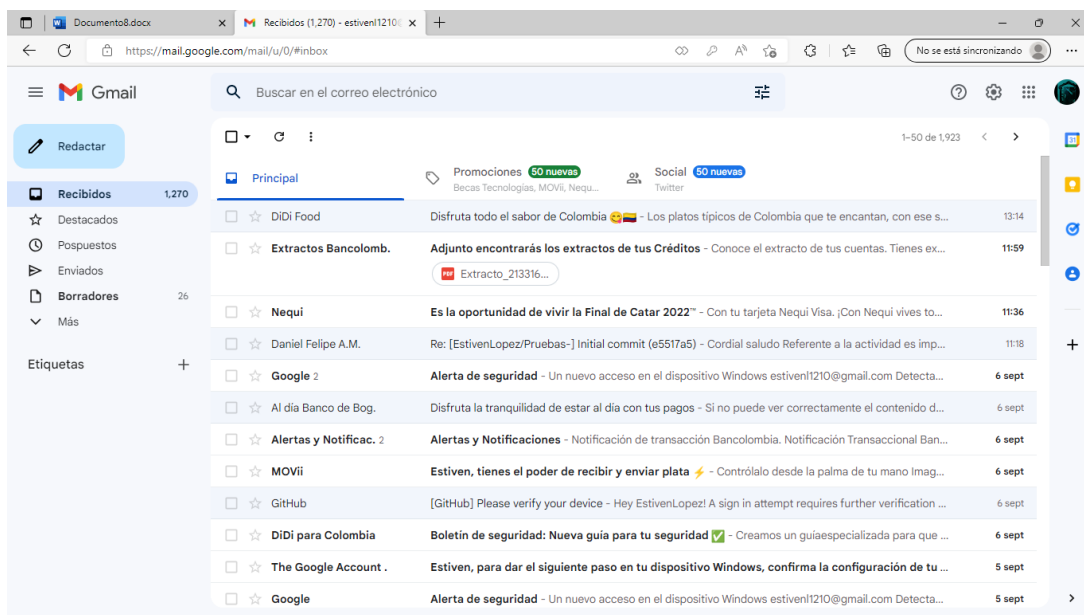 Documento8.docx
Recibidos (1,270) - estivenl1210@
https://mail.google.com/mail/u/0/#inbox
No se está sincronizando
Gmail
Buscar en el correo electrónico
Redactar
1–50 de 1,923
31
Principal
Promociones 50 nuevas
Becas Tecnologías, MOVii, Nequ...
Social 50 nuevas
Twitter
Recibidos 1,270
Destacados
Pospuestos
Enviados
Borradores 26
Más
Etiquetas
DiDi Food Disfruta todo el sabor de Colombia 😋🇨🇴 - Los platos típicos de Colombia que te encantan, con ese s... 13:14
Extractos Bancolomb. Adjunto encontrarás los extractos de tus Créditos - Conoce el extracto de tus cuentas. Tienes ex... 11:59
PDF Extracto_213316...
Nequi Es la oportunidad de vivir la Final de Catar 2022™ - Con tu tarjeta Nequi Visa. ¡Con Nequi vives to... 11:36
Daniel Felipe A.M. Re: [EstivenLopez/Pruebas-] Initial commit (e5517a5) - Cordial saludo Referente a la actividad es imp... 11:18
Google 2 Alerta de seguridad - Un nuevo acceso en el dispositivo Windows estivenl1210@gmail.com Detecta... 6 sept
Al día Banco de Bog. Disfruta la tranquilidad de estar al día con tus pagos - Si no puede ver correctamente el contenido d... 6 sept
Alertas y Notificac. 2 Alertas y Notificaciones - Notificación de transacción Bancolombia. Notificación Transaccional Ban... 6 sept
MOVii Estiven, tienes el poder de recibir y enviar plata ⚡ - Contrólalo desde la palma de tu mano Imag... 6 sept
GitHub [GitHub] Please verify your device - Hey EstivenLopez! A sign in attempt requires further verification ... 6 sept
DiDi para Colombia Boletín de seguridad: Nueva guía para tu seguridad ✅ - Creamos un guíaespecializada para que ... 6 sept
The Google Account . Estiven, para dar el siguiente paso en tu dispositivo Windows, confirma la configuración de tu ... 5 sept
Google Alerta de seguridad - Un nuevo acceso en el dispositivo Windows estivenl1210@gmail.com Detecta... 5 sept